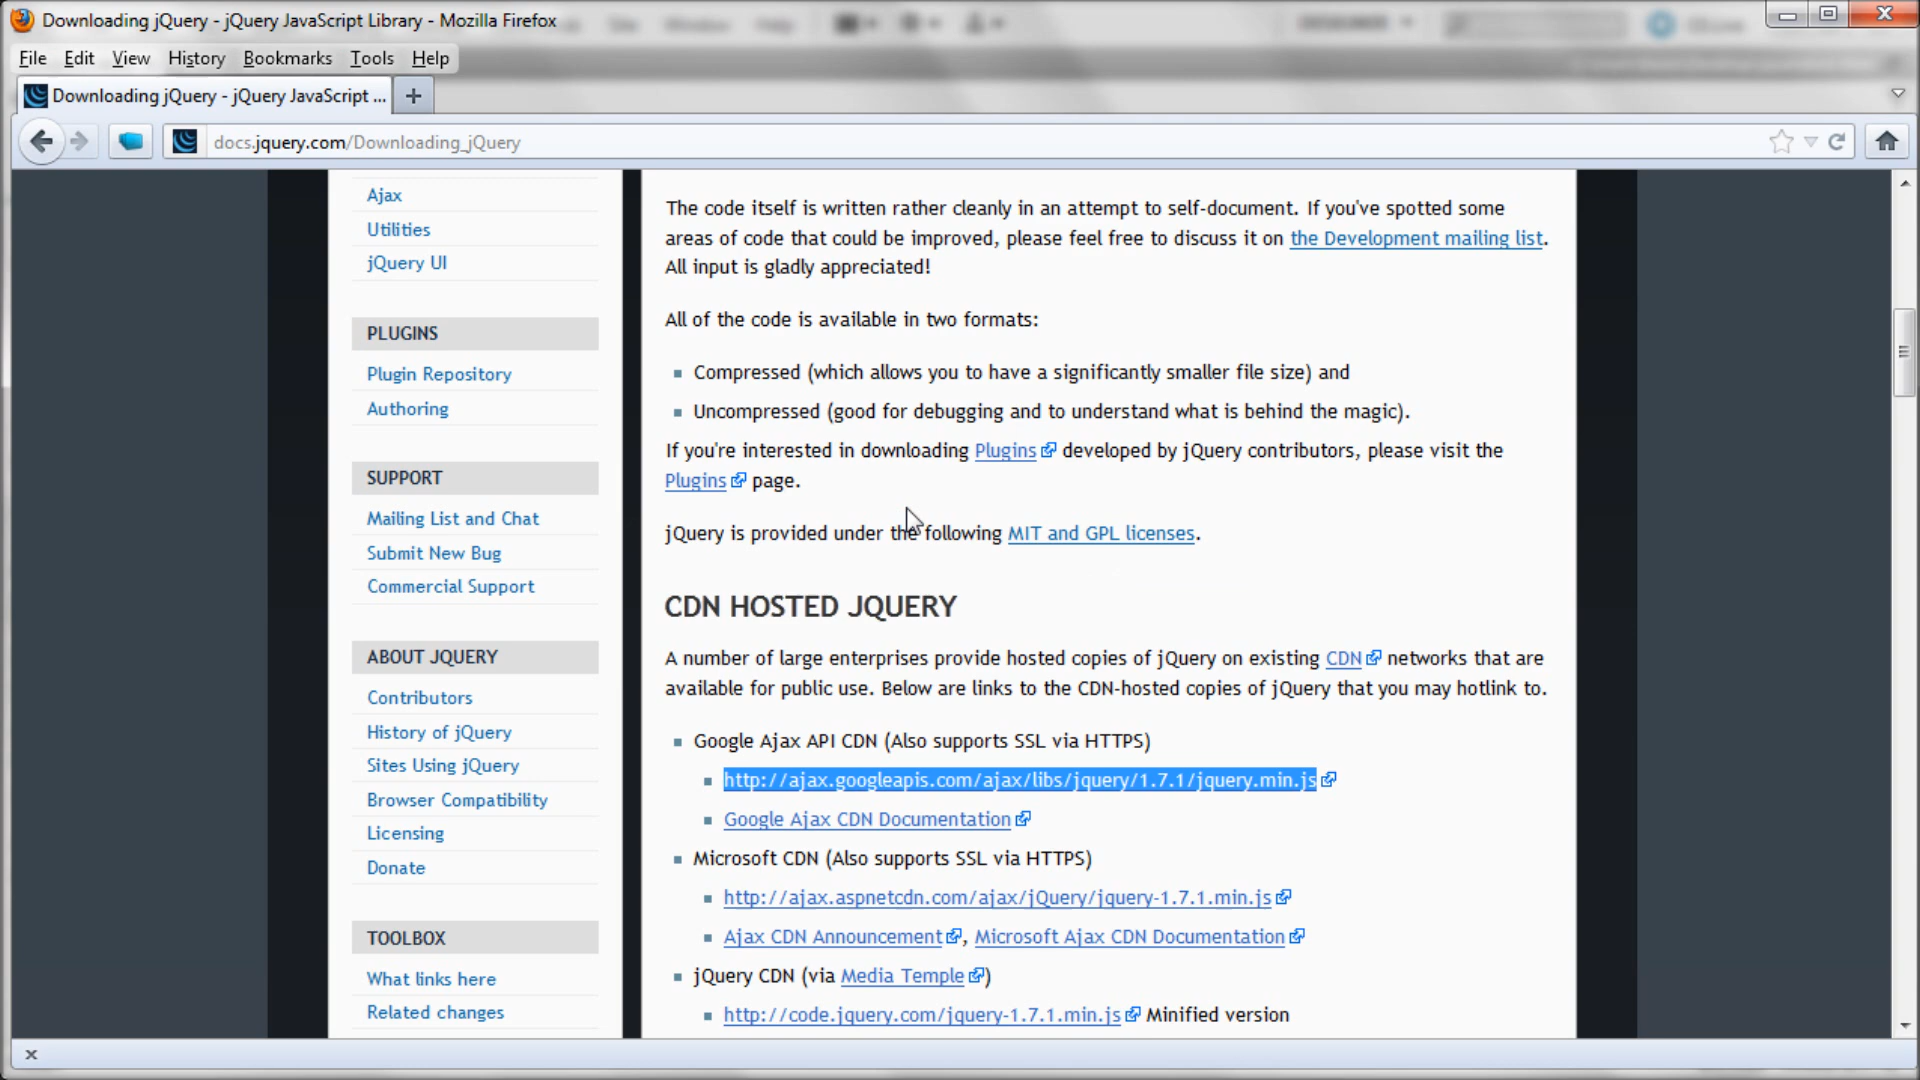 Downloading jQuery - jQuery JavaScript Library - Mozilla Firefox
Site Window Help
File Edit View History Bookmarks Tools Help
Downloading jQuery - jQuery JavaScript ...
docs.jquery.com/Downloading_jQuery
Ajax
Utilities
jQuery UI
PLUGINS
Plugin Repository
Authoring
SUPPORT
Mailing List and Chat
Submit New Bug
Commercial Support
ABOUT JQUERY
Contributors
History of jQuery
Sites Using jQuery
Browser Compatibility
Licensing
Donate
TOOLBOX
What links here
Related changes
The code itself is written rather cleanly in an attempt to self-document. If you've spotted some
areas of code that could be improved, please feel free to discuss it on the Development mailing list.
All input is gladly appreciated!
All of the code is available in two formats:
Compressed (which allows you to have a significantly smaller file size) and
Uncompressed (good for debugging and to understand what is behind the magic).
If you're interested in downloading Plugins developed by jQuery contributors, please visit the
Plugins page.
jQuery is provided under the following MIT and GPL licenses.
CDN HOSTED JQUERY
A number of large enterprises provide hosted copies of jQuery on existing CDN networks that are
available for public use. Below are links to the CDN-hosted copies of jQuery that you may hotlink to.
Google Ajax API CDN (Also supports SSL via HTTPS)
http://ajax.googleapis.com/ajax/libs/jquery/1.7.1/jquery.min.js
Google Ajax CDN Documentation
Microsoft CDN (Also supports SSL via HTTPS)
http://ajax.aspnetcdn.com/ajax/jQuery/jquery-1.7.1.min.js
Ajax CDN Announcement, Microsoft Ajax CDN Documentation
jQuery CDN (via Media Temple)
http://code.jquery.com/jquery-1.7.1.min.js Minified version